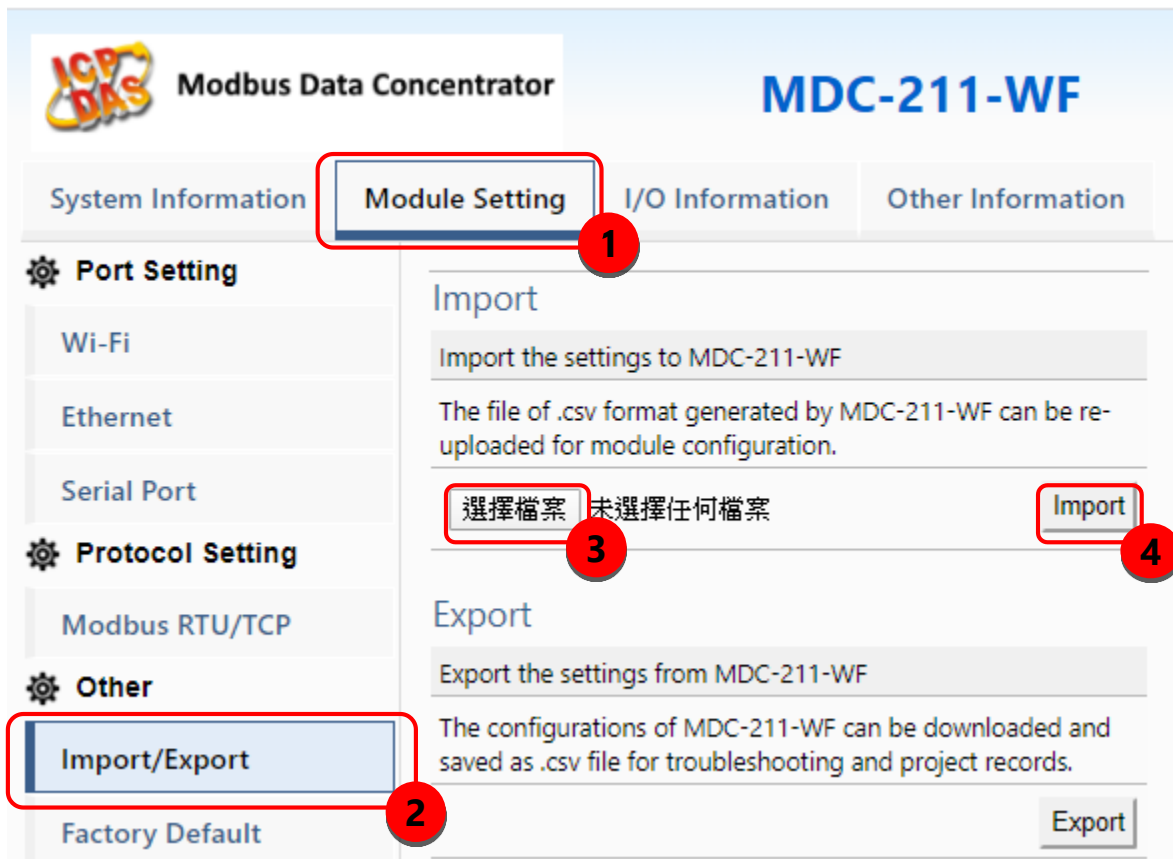 ICP
DAS
Modbus Data Concentrator
MDC-211-WF
System Information
Module Setting
I/O Information
Other Information
1
Port Setting
Wi-Fi
Ethernet
Serial Port
Protocol Setting
Modbus RTU/TCP
Other
Import/Export
2
Factory Default
Import
Import the settings to MDC-211-WF
The file of .csv format generated by MDC-211-WF can be re-
uploaded for module configuration.
選擇檔案 未選擇任何檔案
Import
3
4
Export
Export the settings from MDC-211-WF
The configurations of MDC-211-WF can be downloaded and
saved as .csv file for troubleshooting and project records.
Export